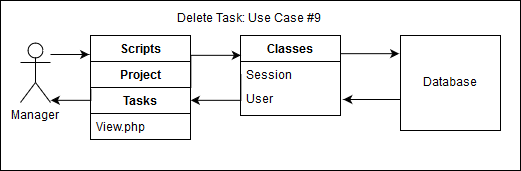 Delete Task: Use Case #9
Scripts
Project
Tasks
View.php
Classes
Session
User
Database
Manager